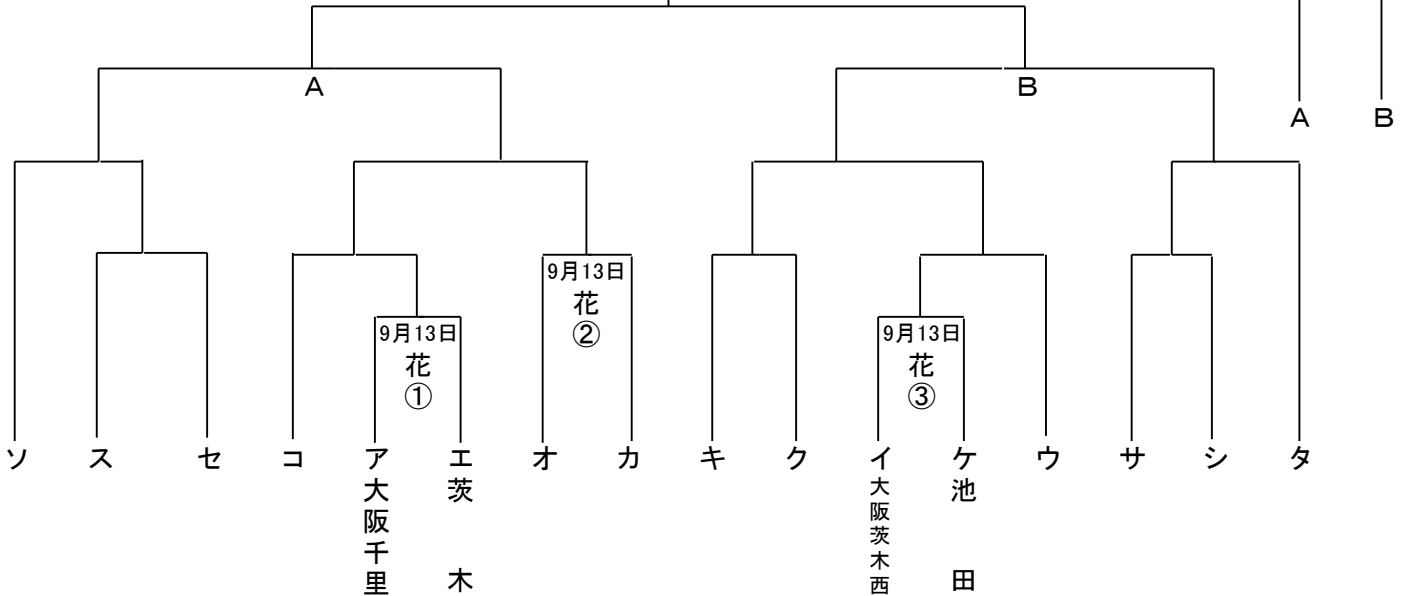 A
B
A
B
9月13日
花
②
9月13日
花
①
9月13日
花
③
ソ
ス
セ
コ
ア大阪千里
エ茨木
オ
カ
キ
ク
イ大阪茨木西
ケ池田
ウ
サ
シ
タ